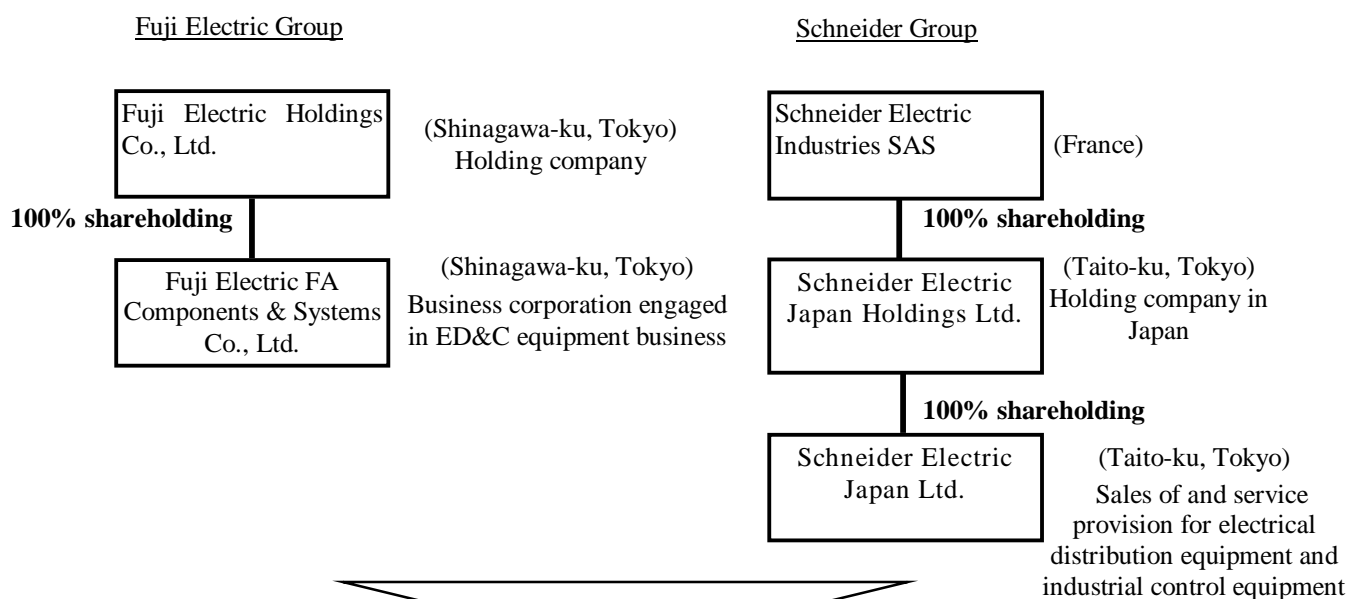 Fuji Electric Group
Fuji Electric Holdings
Co., Ltd.
(Shinagawa-ku, Tokyo)
Holding company
100% shareholding
Fuji Electric FA
Components & Systems
Co., Ltd.
(Shinagawa-ku, Tokyo)
Business corporation engaged
in ED&C equipment business
Schneider Group
Schneider Electric
Industries SAS
(France)
100% shareholding
Schneider Electric
Japan Holdings Ltd.
(Taito-ku, Tokyo)
Holding company in
Japan
100% shareholding
Schneider Electric
Japan Ltd.
(Taito-ku, Tokyo)
Sales of and service
provision for electrical
distribution equipment and
industrial control equipment